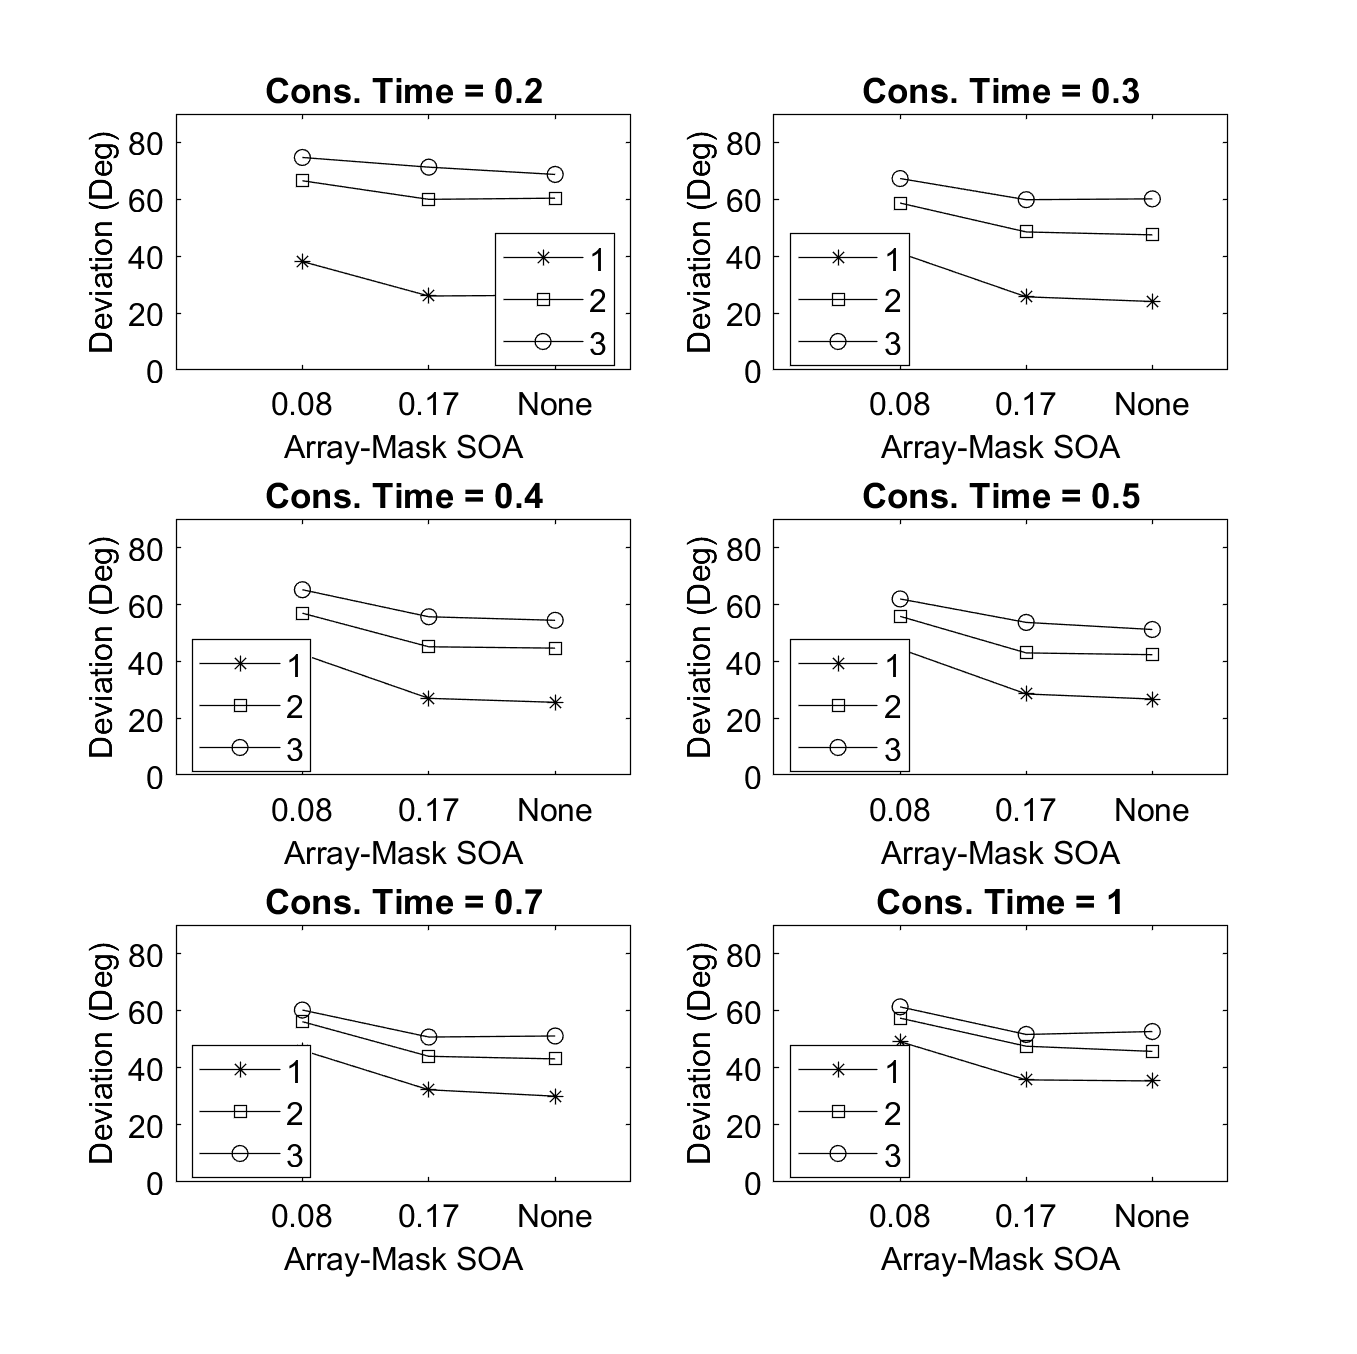 Cons. Time = 0.2
Deviation (Deg)
80
60
40
20
0
1
2
3
0.08 0.17 None
Array-Mask SOA
Cons. Time = 0.3
Deviation (Deg)
80
60
40
20
0
1
2
3
0.08 0.17 None
Array-Mask SOA
Cons. Time = 0.4
Deviation (Deg)
80
60
40
20
0
1
2
3
0.08 0.17 None
Array-Mask SOA
Cons. Time = 0.5
Deviation (Deg)
80
60
40
20
0
1
2
3
0.08 0.17 None
Array-Mask SOA
Cons. Time = 0.7
Deviation (Deg)
80
60
40
20
0
1
2
3
0.08 0.17 None
Array-Mask SOA
Cons. Time = 1
Deviation (Deg)
80
60
40
20
0
1
2
3
0.08 0.17 None
Array-Mask SOA